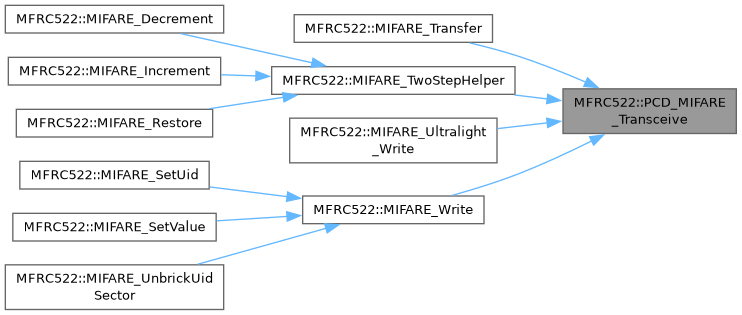 MFRC522::MIFARE_Decrement
MFRC522::MIFARE_Increment
MFRC522::MIFARE_Restore
MFRC522::MIFARE_SetUid
MFRC522::MIFARE_SetValue
MFRC522::MIFARE_UnbrickUid
Sector
MFRC522::MIFARE_Transfer
MFRC522::MIFARE_TwoStepHelper
MFRC522::MIFARE_Ultralight
_Write
MFRC522::MIFARE_Write
MFRC522::PCD_MIFARE
_Transceive